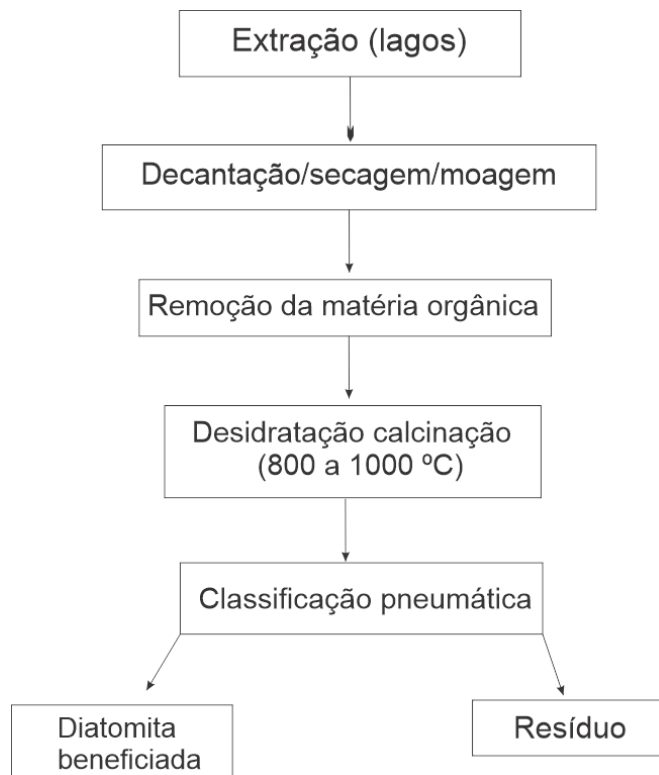 Extração (lagos)
Decantação/secagem/moagem
Remoção da matéria orgânica
Desidratação calcinação
(800 a 1000 ºC)
Classificação pneumática
Diatomita
beneficiada
Resíduo